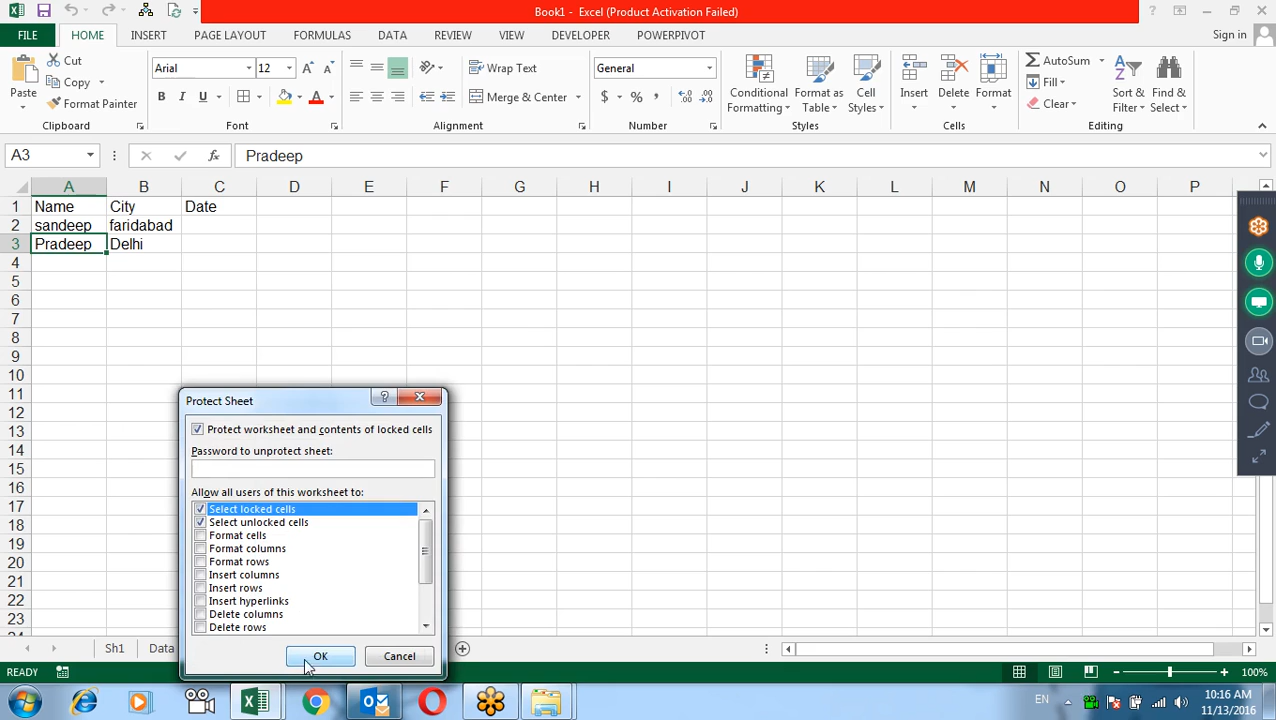 Book1 - Excel (Product Activation Failed)
FILE HOME INSERT PAGE LAYOUT FORMULAS DATA REVIEW VIEW DEVELOPER POWERPIVOT Sign in
Paste Cut Copy Format Painter
Clipboard
Arial 12
B I U A
Font
Wrap Text
Merge & Center
Alignment
General
$ % ,
Number
Conditional Formatting
Format as Table
Cell Styles
Styles
Insert Delete Format
Cells
AutoSum
Fill
Clear
Sort & Filter
Find & Select
Editing
A3 fx Pradeep
A B C D E F G H I J K L M N O P
1 Name City Date
2 sandeep faridabad
3 Pradeep Delhi
4
5
6
7
8
9
10
11
12
13
14
15
16
17
18
19
20
21
22
23
24
Protect Sheet
Protect worksheet and contents of locked cells
Password to unprotect sheet:
Allow all users of this worksheet to:
Select locked cells
Select unlocked cells
Format cells
Format columns
Format rows
Insert columns
Insert rows
Insert hyperlinks
Delete columns
Delete rows
OK Cancel
Sh1 Data
READY 100%
EN 10:16 AM
11/13/2016